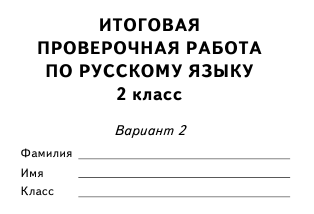 ИТОГОВАЯ
ПРОВЕРОЧНАЯ РАБОТА
ПО РУССКОМУ ЯЗЫКУ
2 класс
Вариант 2
Фамилия
Имя
Класс